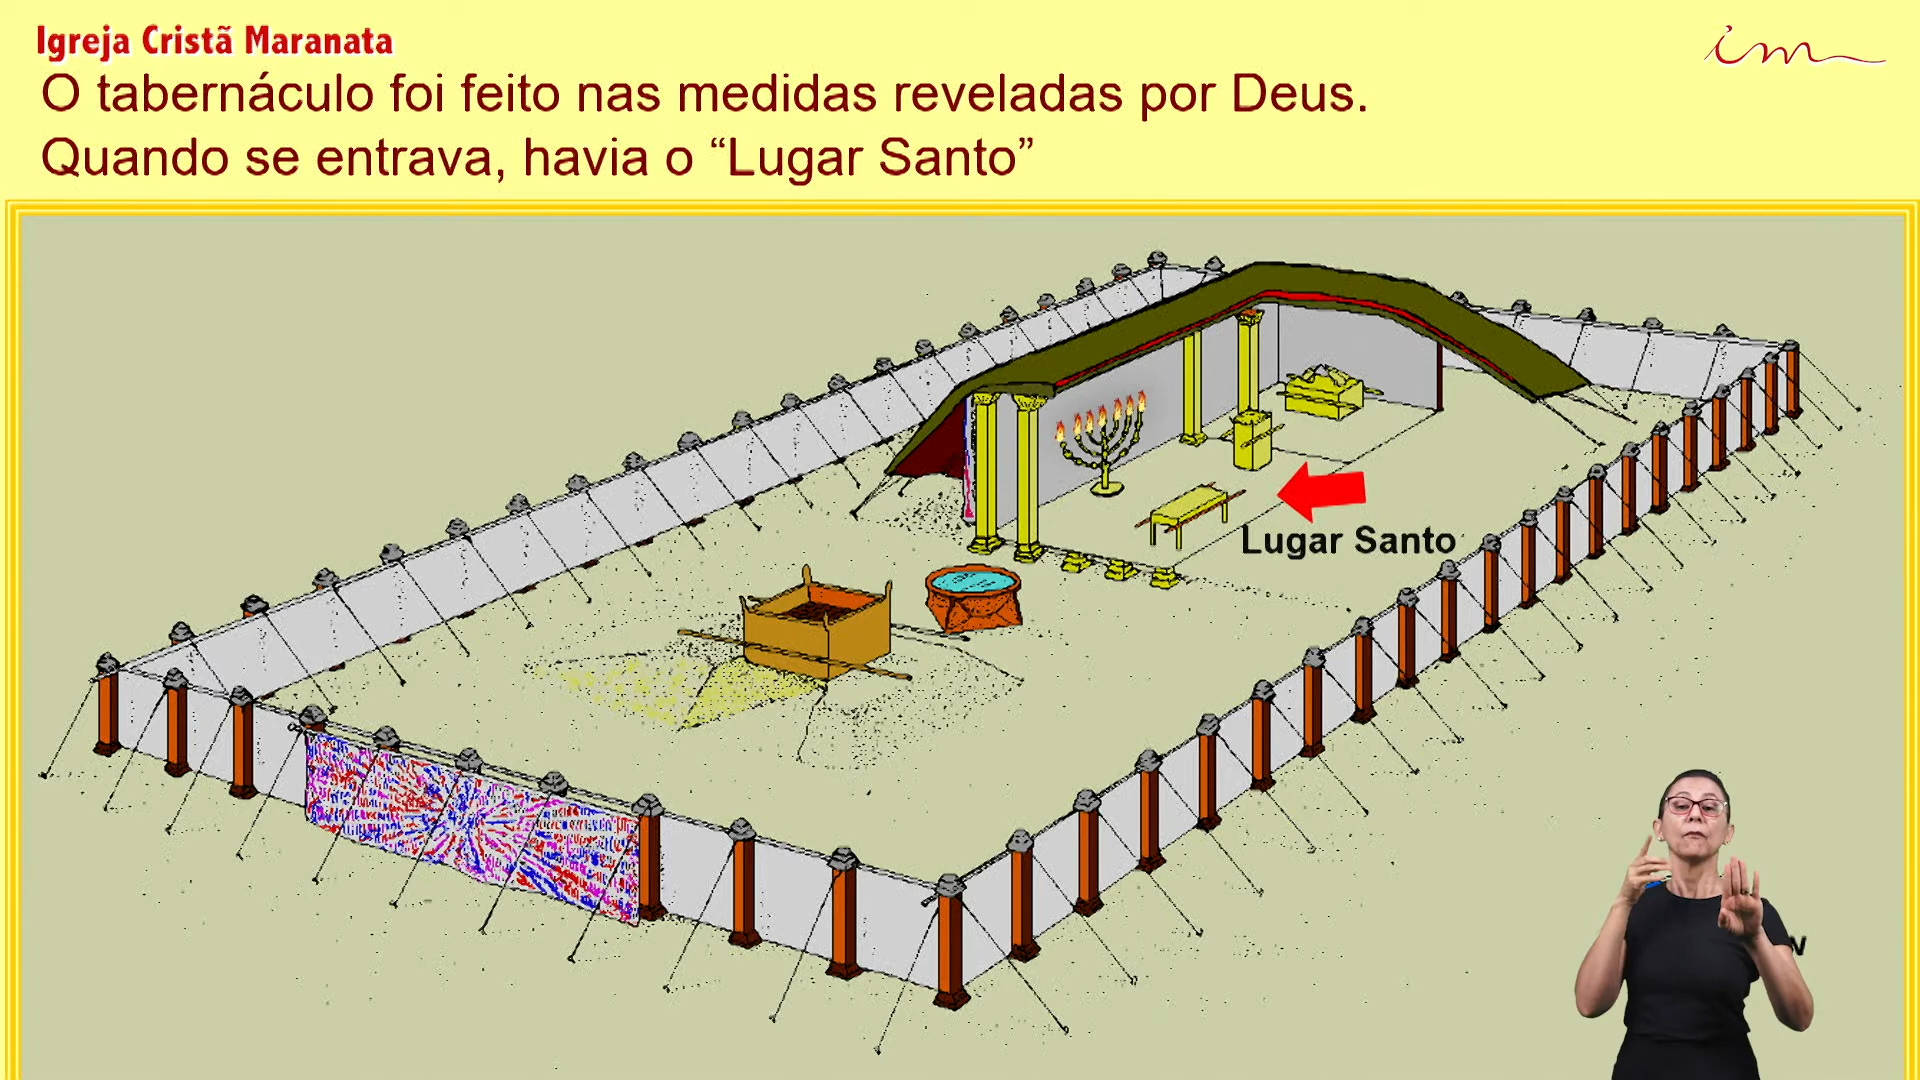 Igreja Cristã Maranata
im
O tabernáculo foi feito nas medidas reveladas por Deus.
Quando se entrava, havia o “Lugar Santo”
Lugar Santo